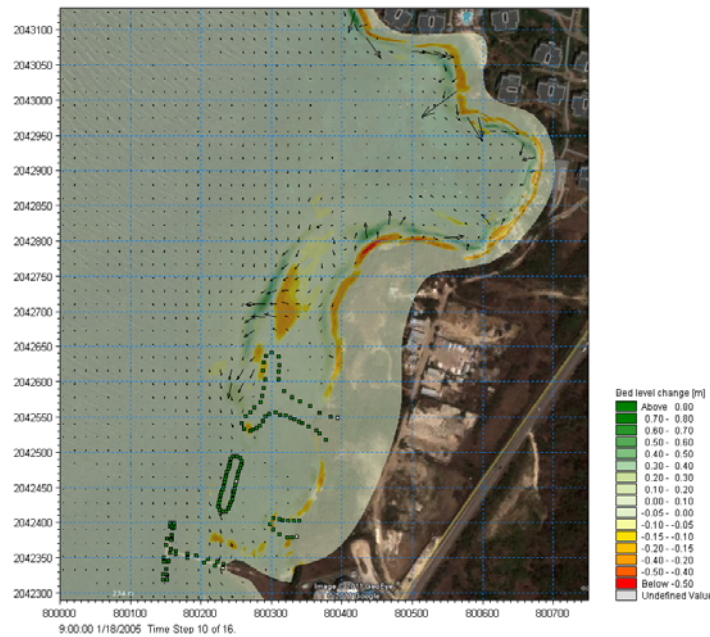 2043100
2043050
2043000
2042950
2042900
2042850
2042800
2042750
2042700
2042650
2042600
2042550
2042500
2042450
2042400
2042350
2042300
234 m
800000 800100 800200 800300 800400 800500 800600 800700
9:00:00 1/18/2005 Time Step 10 of 16.
Bed level change [m]
Above 0.80
0.70 - 0.80
0.60 - 0.70
0.50 - 0.60
0.40 - 0.50
0.30 - 0.40
0.20 - 0.30
0.10 - 0.20
0.00 - 0.10
-0.05 - 0.00
-0.10 - -0.05
-0.15 - -0.10
-0.20 - -0.15
-0.40 - -0.20
-0.50 - -0.40
Below -0.50
Undefined Value